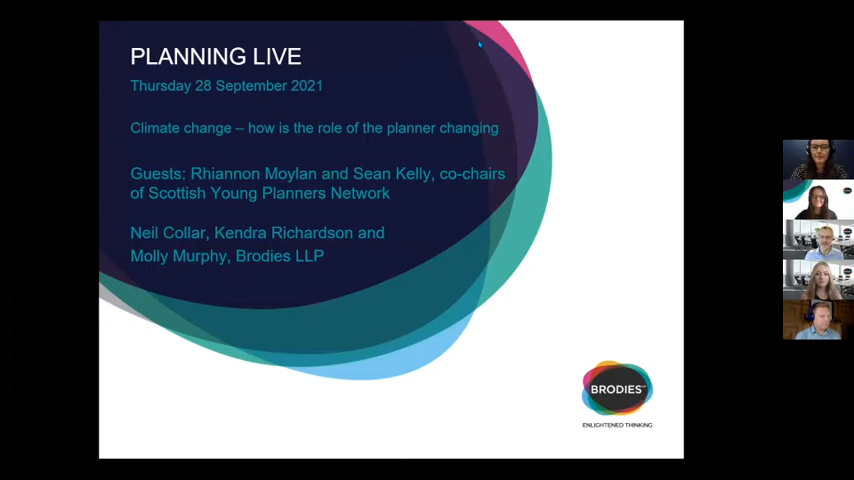 PLANNING LIVE
Thursday 28 September 2021
Climate change – how is the role of the planner changing
Guests: Rhiannon Moylan and Sean Kelly, co-chairs
of Scottish Young Planners Network
Neil Collar, Kendra Richardson and
Molly Murphy, Brodies LLP
BRODIES
ENLIGHTENED THINKING